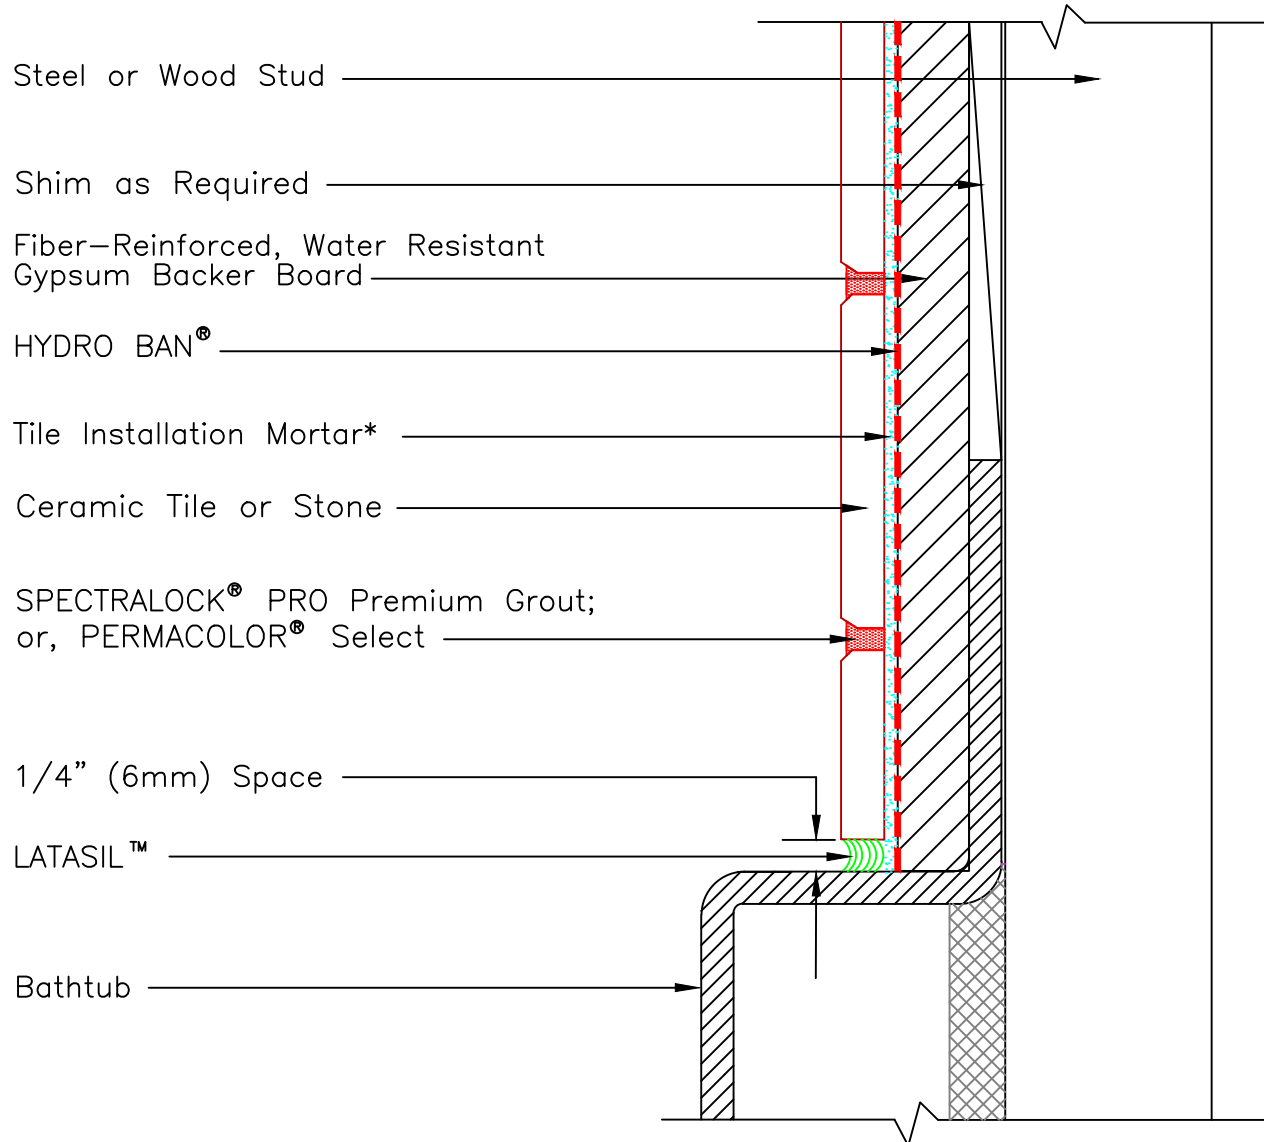 Steel or Wood Stud
Shim as Required
Fiber-Reinforced, Water Resistant
Gypsum Backer Board
HYDRO BAN®
Tile Installation Mortar*
Ceramic Tile or Stone
SPECTRALOCK® PRO Premium Grout;
or, PERMACOLOR® Select
1/4” (6mm) Space
LATASIL™
Bathtub